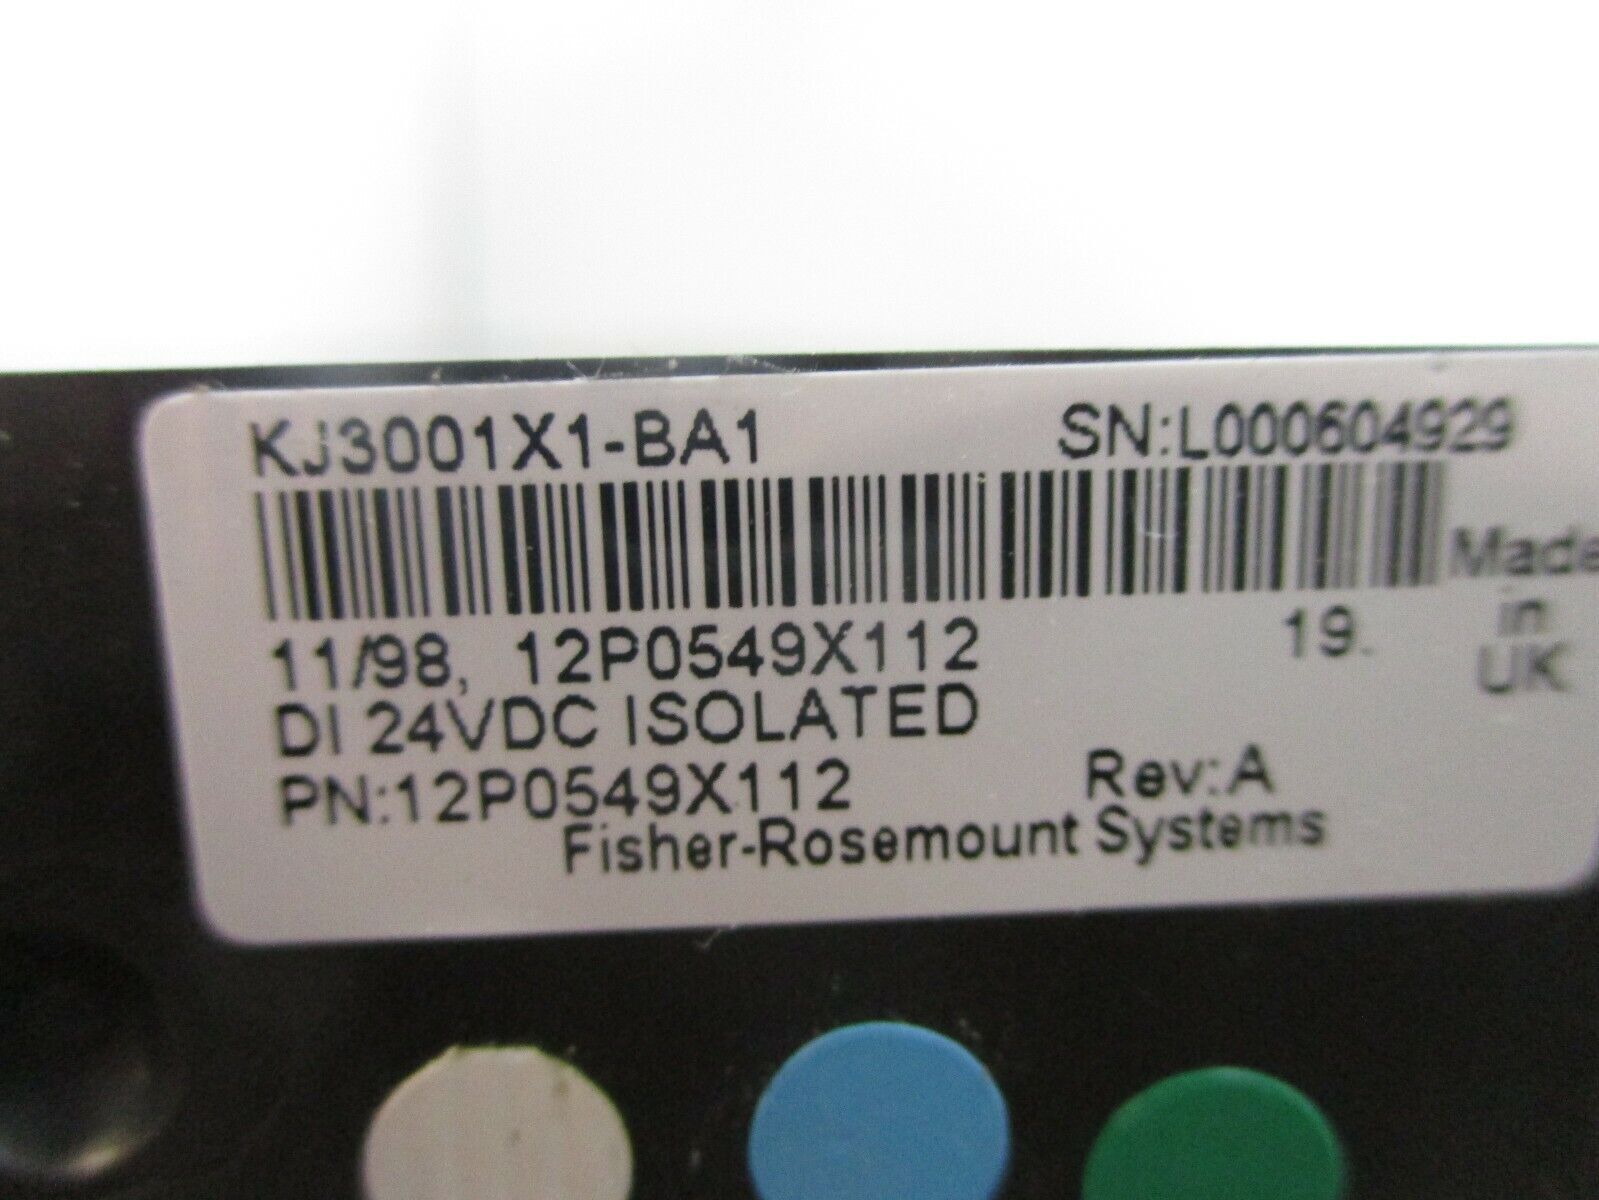 KJ3001X1-BA1 SN:L000604929
11/98, 12P0549X112 19.
Made
in
UK
DI 24VDC ISOLATED
PN:12P0549X112 Rev:A
Fisher-Rosemount Systems